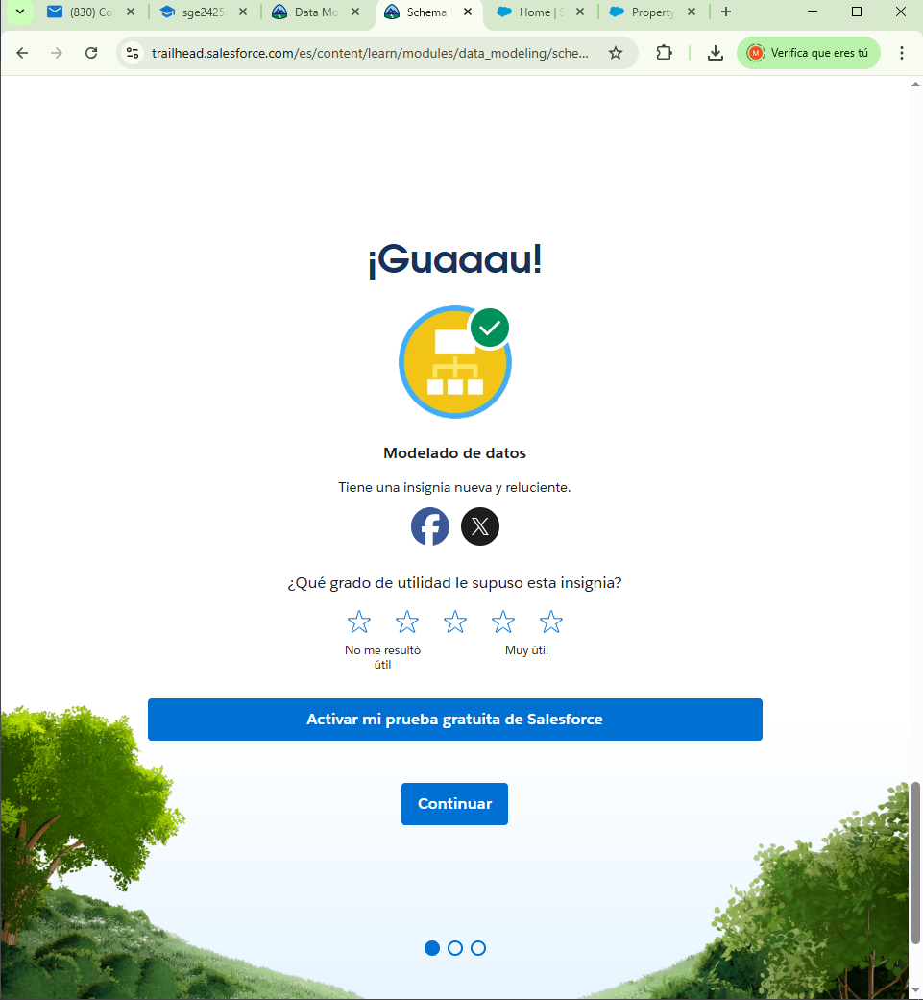 (830) Co
sge2425
Data Mo
Schema
Home | S
Property
trailhead.salesforce.com/es/content/learn/modules/data_modeling/sche...
M
Verifica que eres tú
¡Guaaau!
Modelado de datos
Tiene una insignia nueva y reluciente.
¿Qué grado de utilidad le supuso esta insignia?
No me resultó
útil
Muy útil
Activar mi prueba gratuita de Salesforce
Continuar